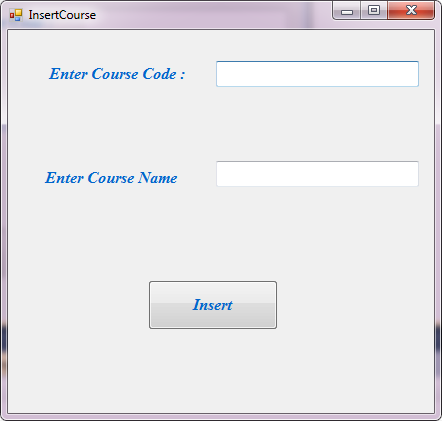 InsertCourse
Enter Course Code :
Enter Course Name
Insert